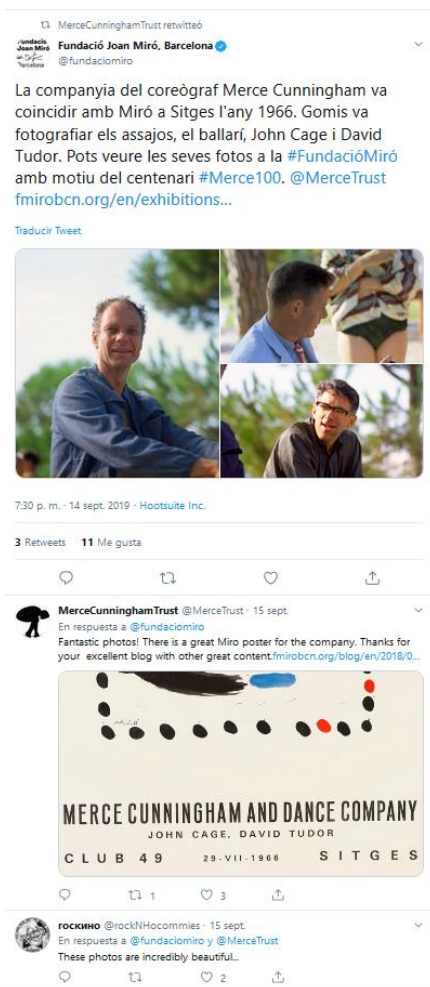 MerceCunninghamTrust retwitteó
Fundació Joan Miró, Barcelona
@fundaciomiro
La companyia del coreògraf Merce Cunningham va
coincidir amb Miró a Sitges l'any 1966. Gomis va
fotografiar els assajos, el ballarí, John Cage i David
Tudor. Pots veure les seves fotos a la #FundacióMiró
amb motiu del centenari #Merce100. @MerceTrust
fmirobcn.org/en/exhibitions...
Traducir Tweet
7:30 p. m. · 14 sept. 2019 · Hootsuite Inc.
3 Retweets 11 Me gusta
MerceCunninghamTrust @MerceTrust · 15 sept.
En respuesta a @fundaciomiro
Fantastic photos! There is a great Miro poster for the company. Thanks for
your excellent blog with other great content.fmirobcn.org/blog/en/2018/0...
MERCE CUNNINGHAM AND DANCE COMPANY
JOHN CAGE, DAVID TUDOR
CLUB 49 29-VII-1966 SITGES
1 3
госкино @rockNHocommies · 15 sept.
En respuesta a @fundaciomiro y @MerceTrust
These photos are incredibly beautiful...
2